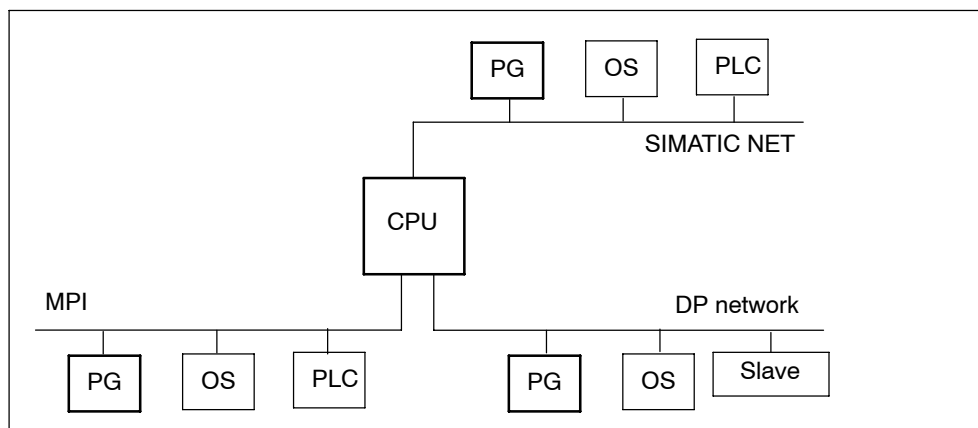 PG OS PLC
SIMATIC NET
CPU
MPI
DP network
PG OS PLC
PG OS Slave